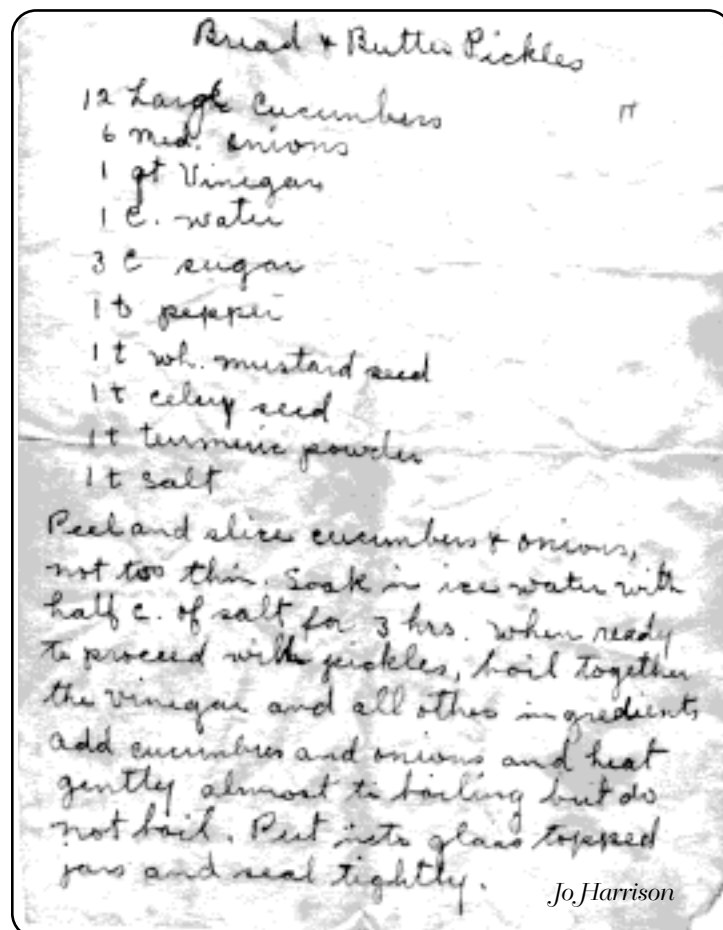 Bread & Butter Pickles
12 Large Cucumbers
6 med. onions
1 qt Vinegar
1 C. water
3 C sugar
1 t pepper
1 t wh. mustard seed
1 t celery seed
1 t turmeric powder
1 t salt
Peel and slice cucumbers & onions,
not too thin. Soak in ice water with
half c. of salt for 3 hrs. When ready
to proceed with pickles, boil together
the vinegar and all other ingredients
add cucumbers and onions and heat
gently almost to boiling but do
not boil. Put into glass topped
jars and seal tightly.
Jo Harrison